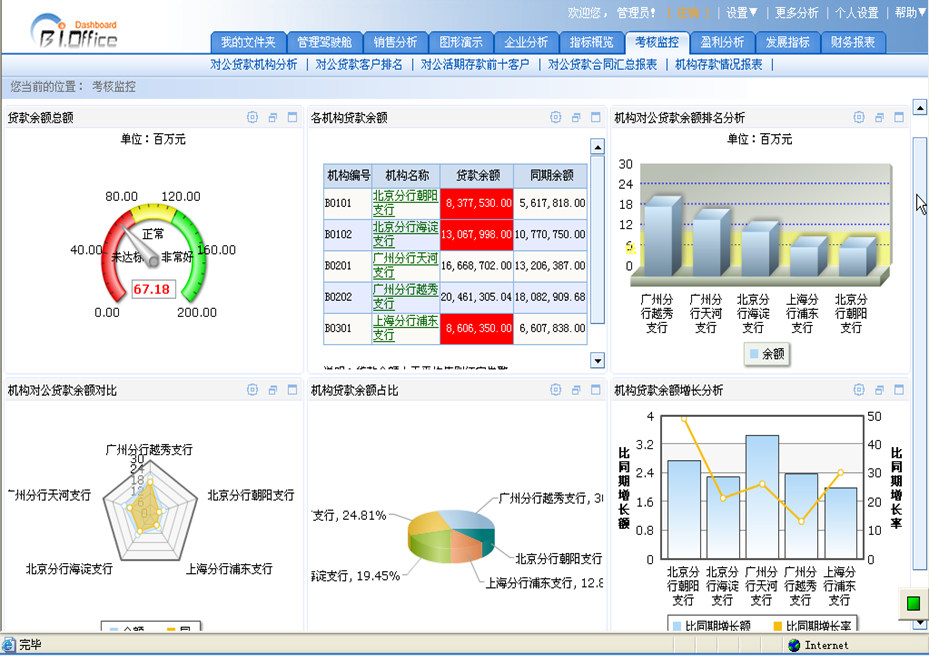 Dashboard
B I.Office
欢迎您, 管理员!
设置▼ | 更多分析 | 个人设置 | 帮助▼
我的文件夹 管理驾驶舱 销售分析 图形演示 企业分析 指标概览 考核监控 盈利分析 发展指标 财务报表
对公贷款机构分析 | 对公贷款客户排名 | 对公活期存款前十客户 | 对公贷款合同汇总报表 | 机构存款情况报表 |
您当前的位置: 考核监控
贷款余额总额
单位:百万元
80.00 120.00
40.00 160.00
正常
未达标 非常好
67.18
0.00 200.00
各机构贷款余额
机构编号 机构名称 贷款余额 同期余额
B0101 北京分行朝阳支行 8,377,530.00 5,617,818.00
B0102 北京分行海淀支行 13,067,998.00 10,770,750.00
B0201 广州分行天河支行 16,668,702.00 13,206,387.00
B0202 广州分行越秀支行 20,461,305.04 18,082,909.68
B0301 上海分行浦东支行 8,606,350.00 6,607,838.00
机构对公贷款余额排名分析
单位:百万元
30
24
18
12
6
0
广州分行越秀支行
广州分行天河支行
北京分行海淀支行
上海分行浦东支行
北京分行朝阳支行
余额
机构对公贷款余额对比
广州分行越秀支行
30
24
18
12
6
0
广州分行天河支行
北京分行朝阳支行
北京分行海淀支行
上海分行浦东支行
余额
机构贷款余额占比
广州分行越秀支行, 3
支行, 24.81%
北京分行朝阳支行
淀支行, 19.45%
上海分行浦东支行, 12.8
机构贷款余额增长分析
4
3.2
2.4
1.6
0.8
0
比同期增长额
50
40
30
20
10
0
比同期增长率
北京分行朝阳支行
北京分行海淀支行
广州分行天河支行
广州分行越秀支行
上海分行浦东支行
比同期增长额 比同期增长率
完毕
Internet